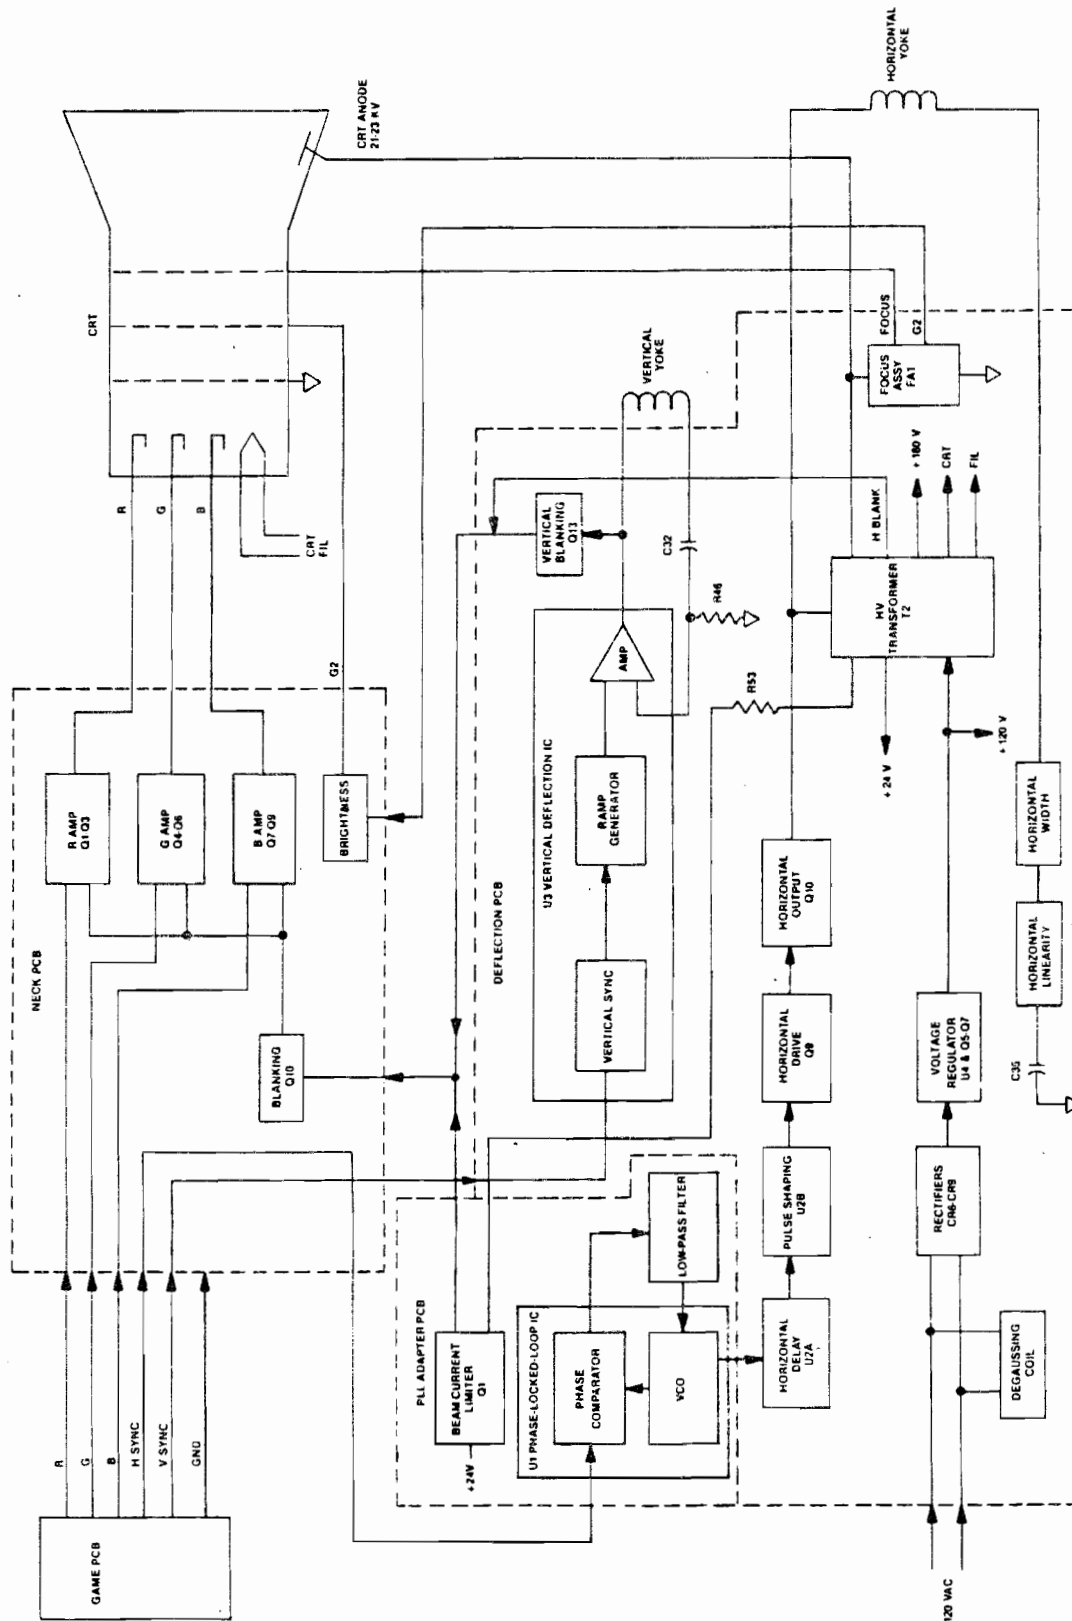 GAME PCB
R
G
B
H SYNC
V SYNC
GND
NECK PCB
R AMP
Q1-Q3
G AMP
Q4-Q6
B AMP
Q7-Q9
BLANKING
Q10
BRIGHTNESS
G2
R
G
B
CRT
FIL
CRT
CRT ANODE
21-23 KV
PLL ADAPTER PCB
BEAM CURRENT
LIMITER
Q1
+24V
U1 PHASE-LOCKED-LOOP IC
PHASE
COMPARATOR
VCO
LOW-PASS FILTER
DEFLECTION PCB
U3 VERTICAL DEFLECTION IC
VERTICAL SYNC
RAMP
GENERATOR
AMP
VERTICAL
BLANKING
Q13
VERTICAL
YOKE
C32
R46
R53
HORIZONTAL
DELAY
U2A
PULSE SHAPING
U2B
HORIZONTAL
DRIVE
Q9
HORIZONTAL
OUTPUT
Q10
HV
TRANSFORMER
T2
H BLANK
+ 180 V
CRT
FIL
+ 24 V
+ 120 V
FOCUS
G2
FOCUS
ASSY
FA1
HORIZONTAL
YOKE
120 VAC
DEGAUSSING
COIL
RECTIFIERS
CR6-CR9
VOLTAGE
REGULATOR
U4 & Q5-Q7
C35
HORIZONTAL
LINEARITY
HORIZONTAL
WIDTH